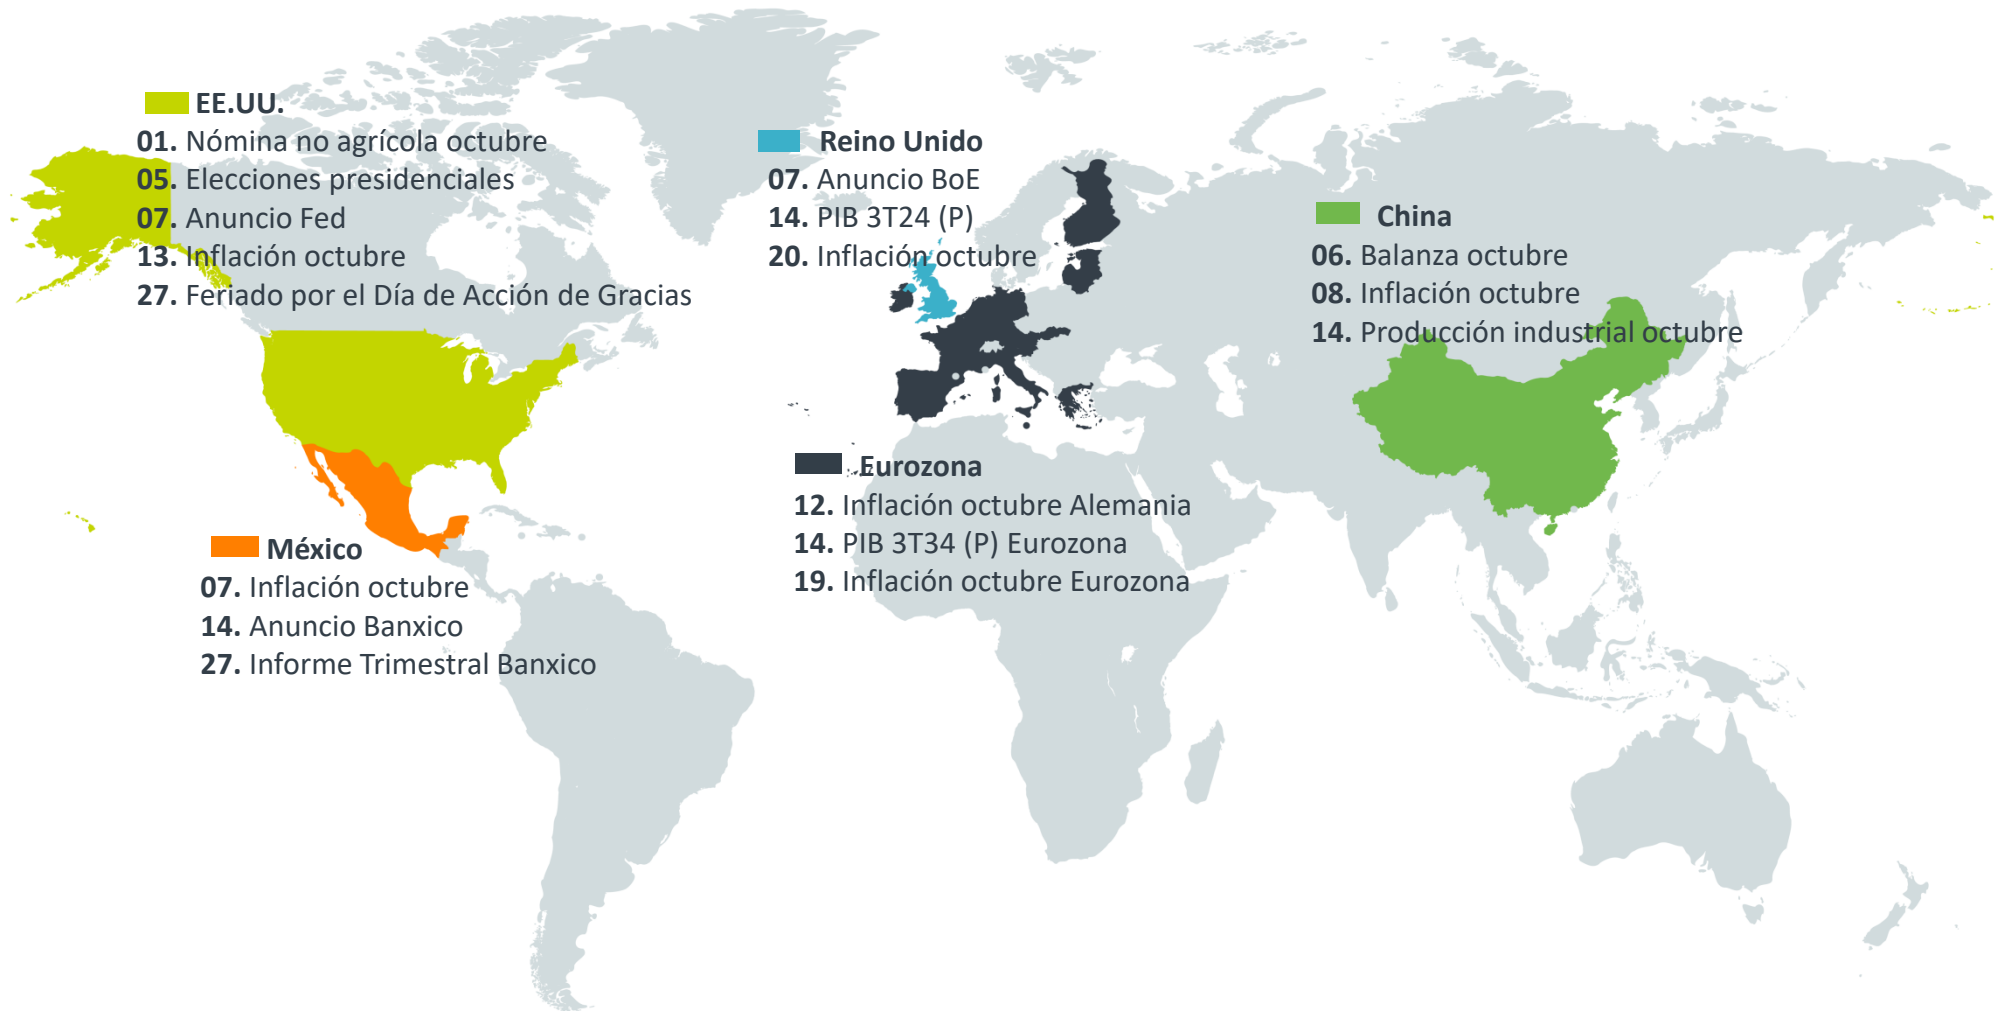 EE.UU.
01. Nómina no agrícola octubre
05. Elecciones presidenciales
07. Anuncio Fed
13. Inflación octubre
27. Feriado por el Día de Acción de Gracias
Reino Unido
07. Anuncio BoE
14. PIB 3T24 (P)
20. Inflación octubre
China
06. Balanza octubre
08. Inflación octubre
14. Producción industrial octubre
Eurozona
12. Inflación octubre Alemania
14. PIB 3T34 (P) Eurozona
19. Inflación octubre Eurozona
México
07. Inflación octubre
14. Anuncio Banxico
27. Informe Trimestral Banxico